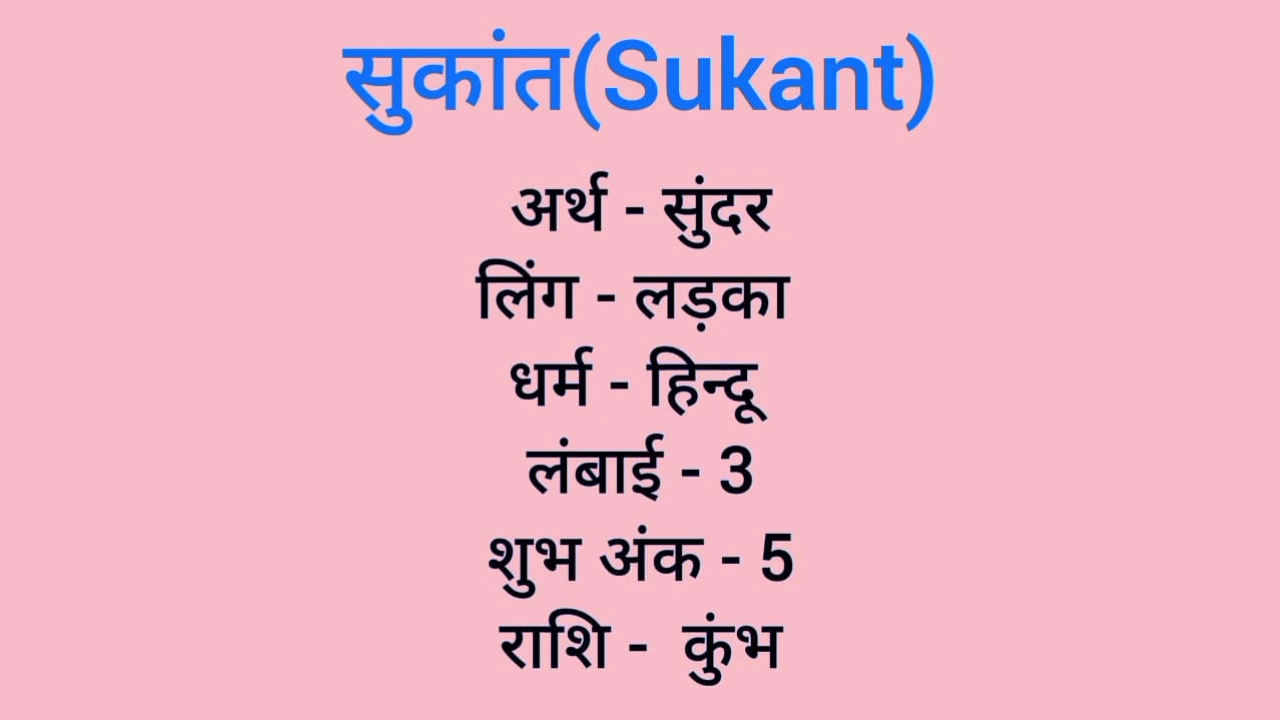 सुकांत(Sukant)
अर्थ - सुंदर
लिंग - लड़का
धर्म - हिन्दू
लंबाई - 3
शुभ अंक - 5
राशि - कुंभ